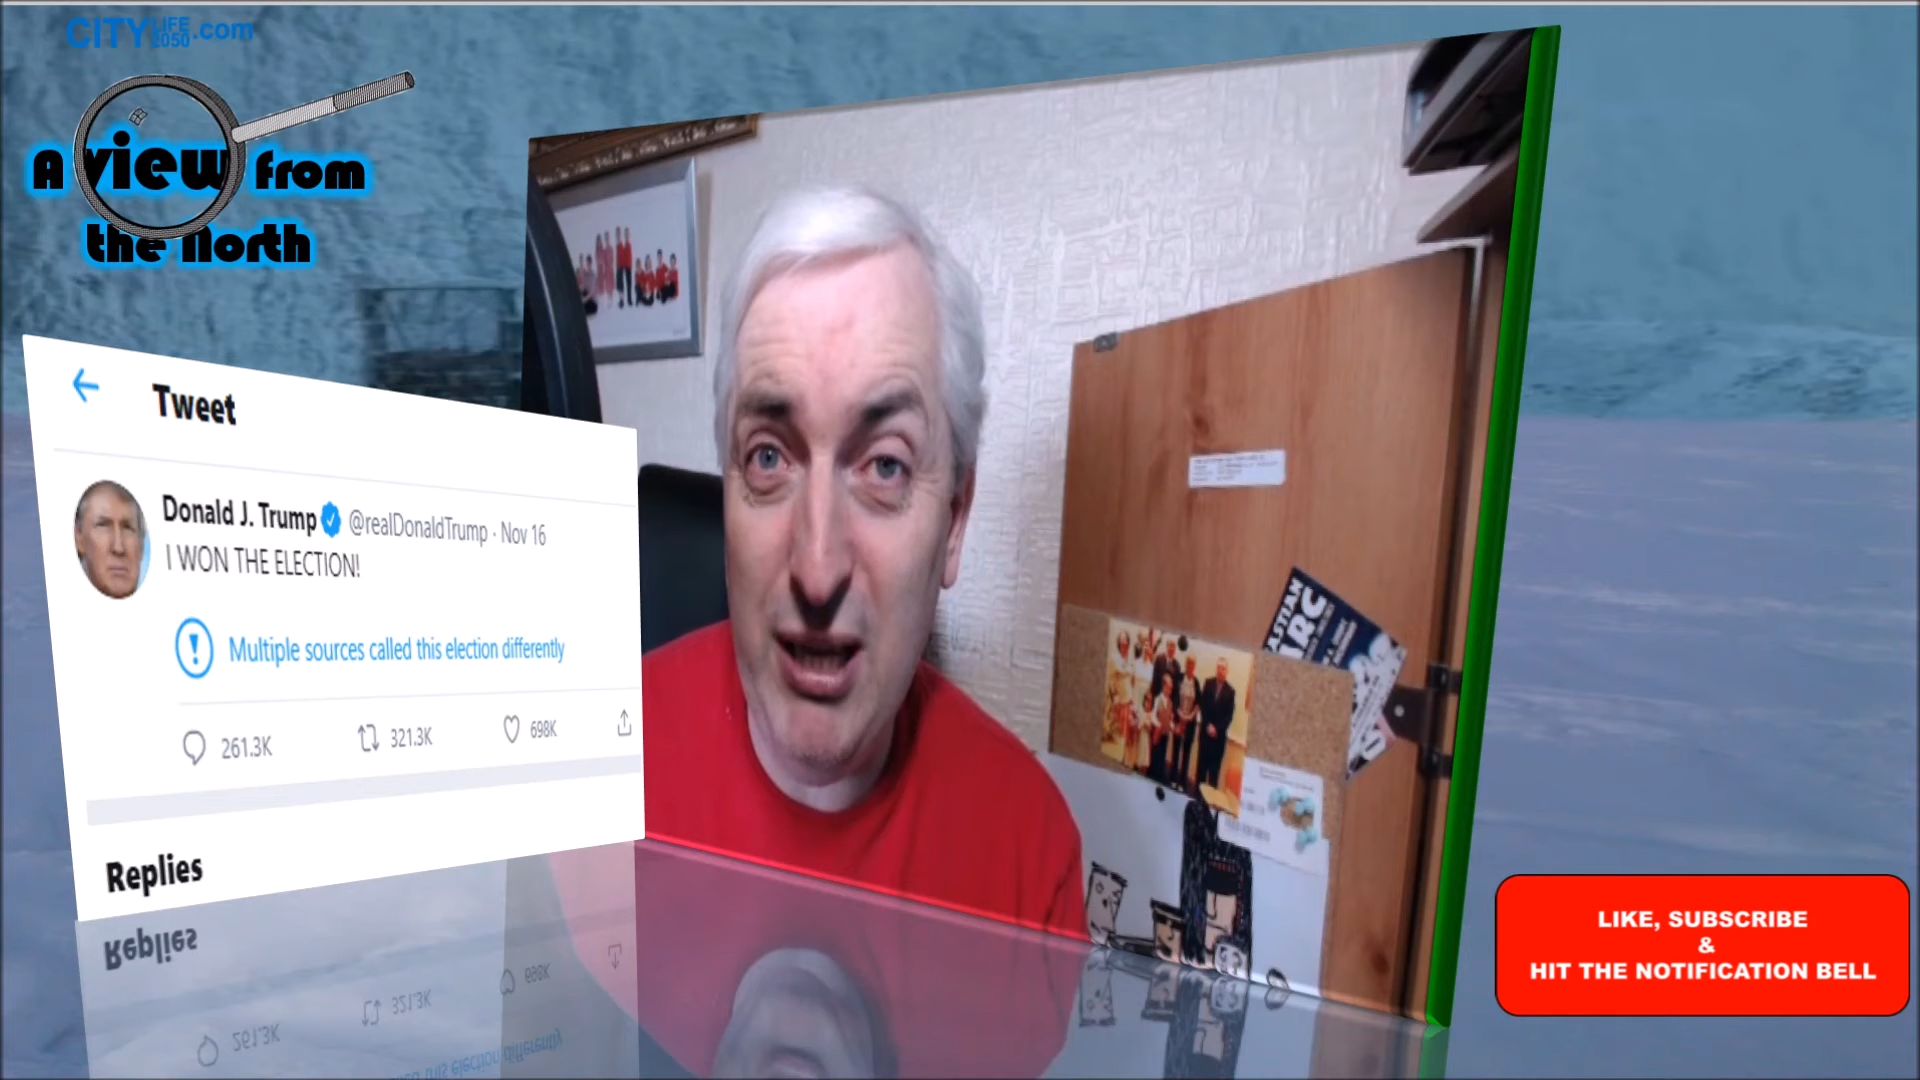 CITY LIFE 2050 .com
A view from
the north
Tweet
Donald J. Trump @realDonaldTrump · Nov 16
I WON THE ELECTION!
Multiple sources called this election differently
261.3K 321.3K 698K
Replies
ARC
LIKE, SUBSCRIBE
&
HIT THE NOTIFICATION BELL